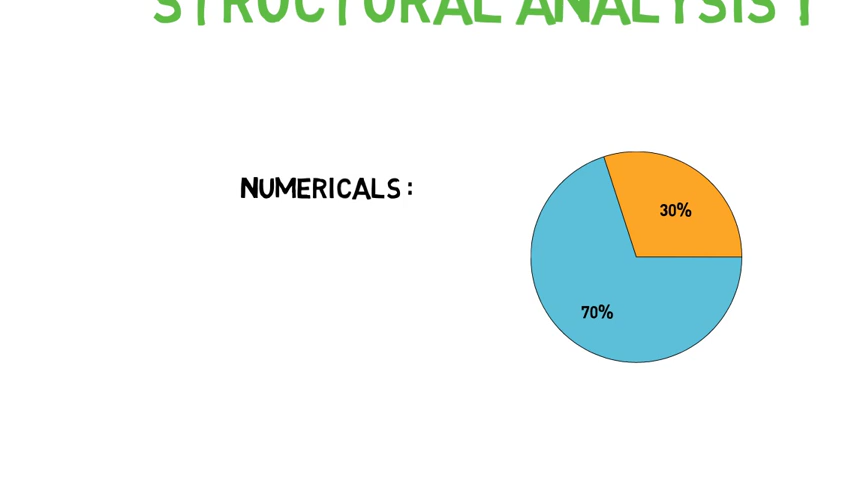 STRUCTURAL ANALYSIS I
NUMERICALS :
30%
70%